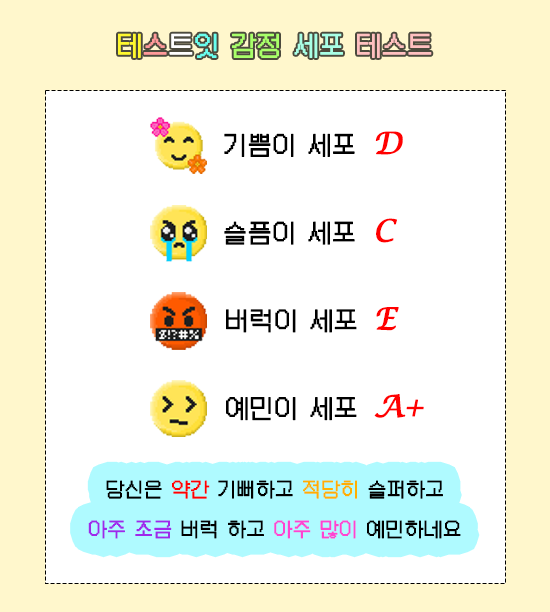 테스트잇 감정 세포 테스트
기쁨이 세포 D
슬픔이 세포 C
버럭이 세포 E
$!?#%
예민이 세포 A+
당신은 약간 기뻐하고 적당히 슬퍼하고
아주 조금 버럭 하고 아주 많이 예민하네요